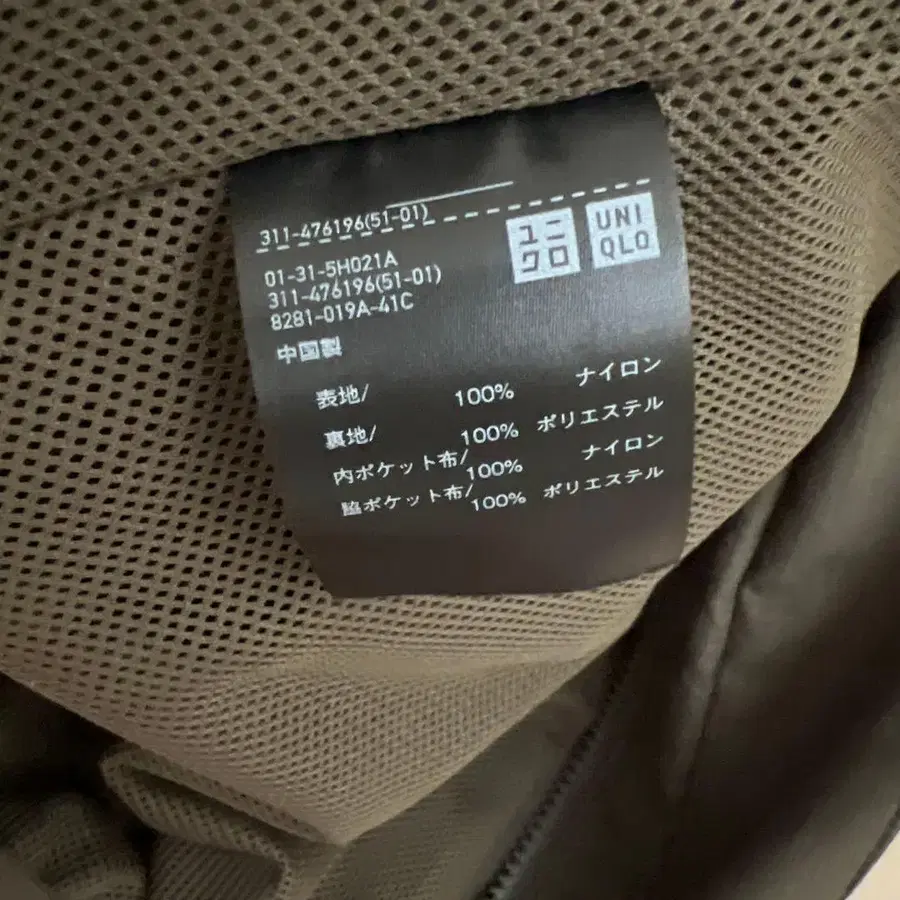 311-476196(51-01)
ユニ
クロ
UNI
QLO
01-31-5H021A
311-476196(51-01)
8281-019A-41C
中国製
表地/ 100% ナイロン
裏地/ 100% ポリエステル
内ポケット布/ 100% ナイロン
脇ポケット布/ 100% ポリエステル